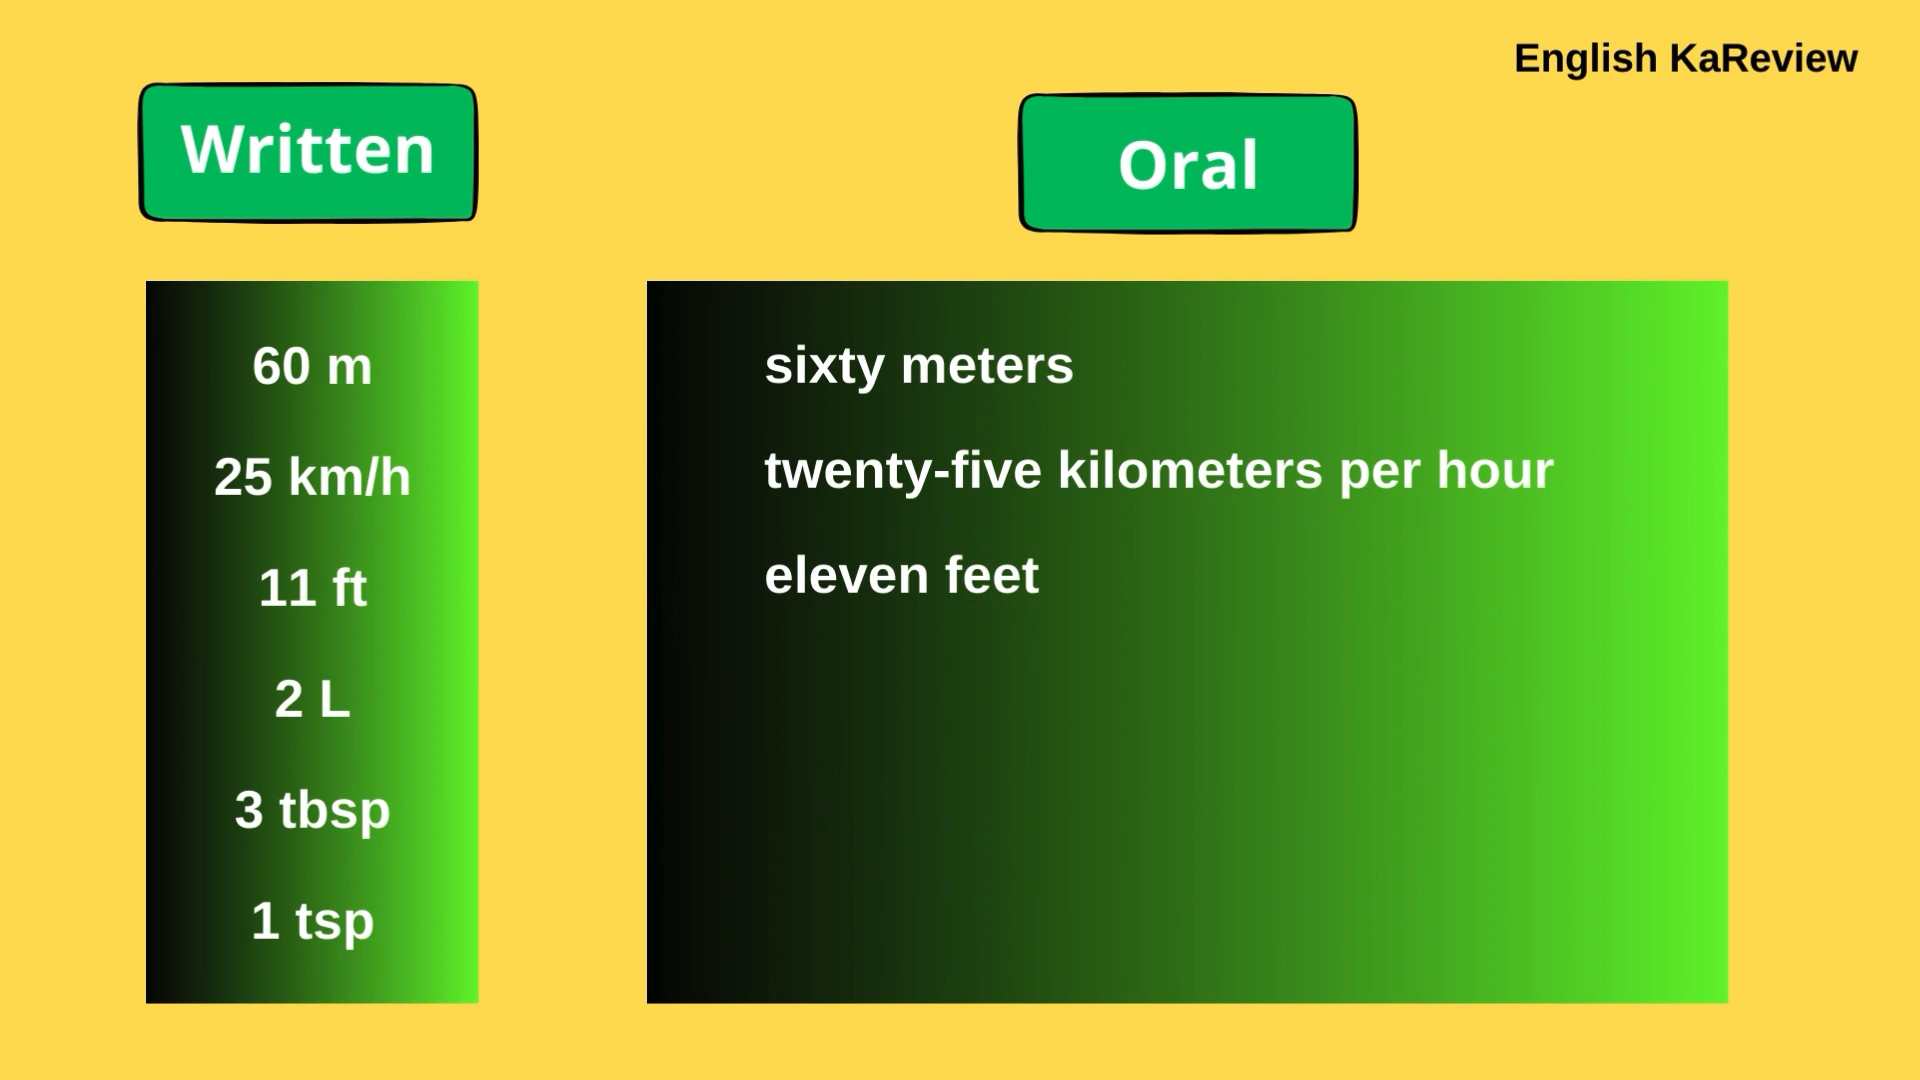 English KaReview
Written
Oral
60 m
25 km/h
11 ft
2 L
3 tbsp
1 tsp
sixty meters
twenty-five kilometers per hour
eleven feet